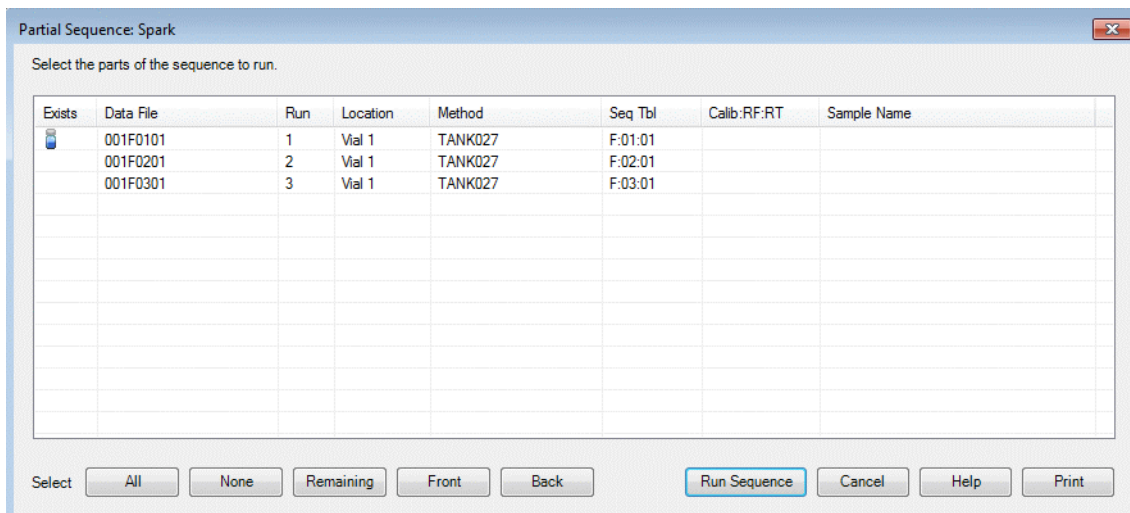 Partial Sequence: Spark
Select the parts of the sequence to run.
Exists Data File Run Location Method Seq Tbl Calib:RF:RT Sample Name
001F0101 1 Vial 1 TANK027 F:01:01
001F0201 2 Vial 1 TANK027 F:02:01
001F0301 3 Vial 1 TANK027 F:03:01
Select All None Remaining Front Back Run Sequence Cancel Help Print